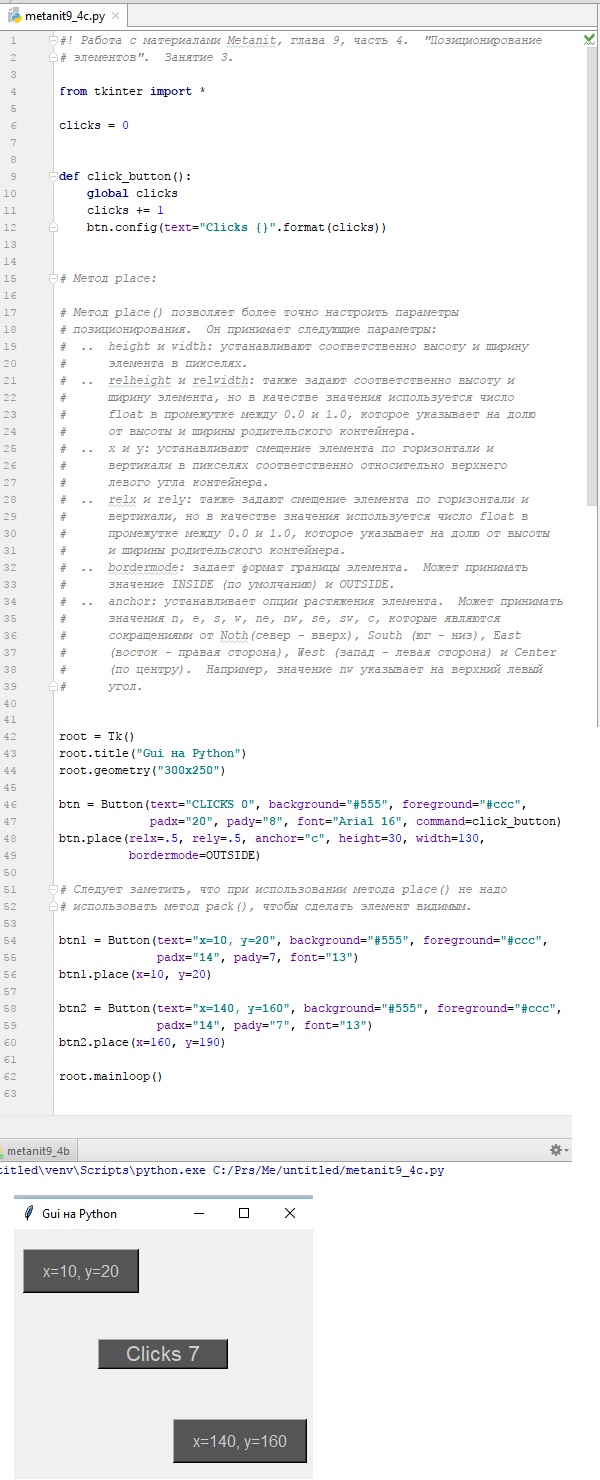 metanit9_4c.py
1 #! Работа с материалами Metanit, глава 9, часть 4.  "Позиционирование
2 # элементов".  Занятие 3.
3
4 from tkinter import *
5
6 clicks = 0
7
8
9 def click_button():
10     global clicks
11     clicks += 1
12     btn.config(text="Clicks {}".format(clicks))
13
14
15 # Метод place:
16
17 # Метод place() позволяет более точно настроить параметры
18 # позиционирования.  Он принимает следующие параметры:
19 #  ..  height и width: устанавливают соответственно высоту и ширину
20 #      элемента в пикселях.
21 #  ..  relheight и relwidth: также задают соответственно высоту и
22 #      ширину элемента, но в качестве значения используется число
23 #      float в промежутке между 0.0 и 1.0, которое указывает на долю
24 #      от высоты и ширины родительского контейнера.
25 #  ..  x и y: устанавливают смещение элемента по горизонтали и
26 #      вертикали в пикселях соответственно относительно верхнего
27 #      левого угла контейнера.
28 #  ..  relx и rely: также задают смещение элемента по горизонтали и
29 #      вертикали, но в качестве значения используется число float в
30 #      промежутке между 0.0 и 1.0, которое указывает на долю от высоты
31 #      и ширины родительского контейнера.
32 #  ..  bordermode: задает формат границы элемента.  Может принимать
33 #      значение INSIDE (по умолчанию) и OUTSIDE.
34 #  ..  anchor: устанавливает опции растяжения элемента.  Может принимать
35 #      значения n, e, s, w, ne, nw, se, sw, c, которые являются
36 #      сокращениями от Noth(север - вверх), South (юг - низ), East
37 #      (восток - правая сторона), West (запад - левая сторона) и Center
38 #      (по центру).  Например, значение nw указывает на верхний левый
39 #      угол.
40
41
42 root = Tk()
43 root.title("Gui на Python")
44 root.geometry("300x250")
45
46 btn = Button(text="CLICKS 0", background="#555", foreground="#ccc",
47              padx="20", pady="8", font="Arial 16", command=click_button)
48 btn.place(relx=.5, rely=.5, anchor="c", height=30, width=130,
49           bordermode=OUTSIDE)
50
51 # Следует заметить, что при использовании метода place() не надо
52 # использовать метод pack(), чтобы сделать элемент видимым.
53
54 btn1 = Button(text="x=10, y=20", background="#555", foreground="#ccc",
55               padx="14", pady=7, font="13")
56 btn1.place(x=10, y=20)
57
58 btn2 = Button(text="x=140, y=160", background="#555", foreground="#ccc",
59               padx="14", pady="7", font="13")
60 btn2.place(x=160, y=190)
61
62 root.mainloop()
63
metanit9_4b
titled\venv\Scripts\python.exe C:/Prs/Me/untitled/metanit9_4c.py
Gui на Python
x=10, y=20
Clicks 7
x=140, y=160